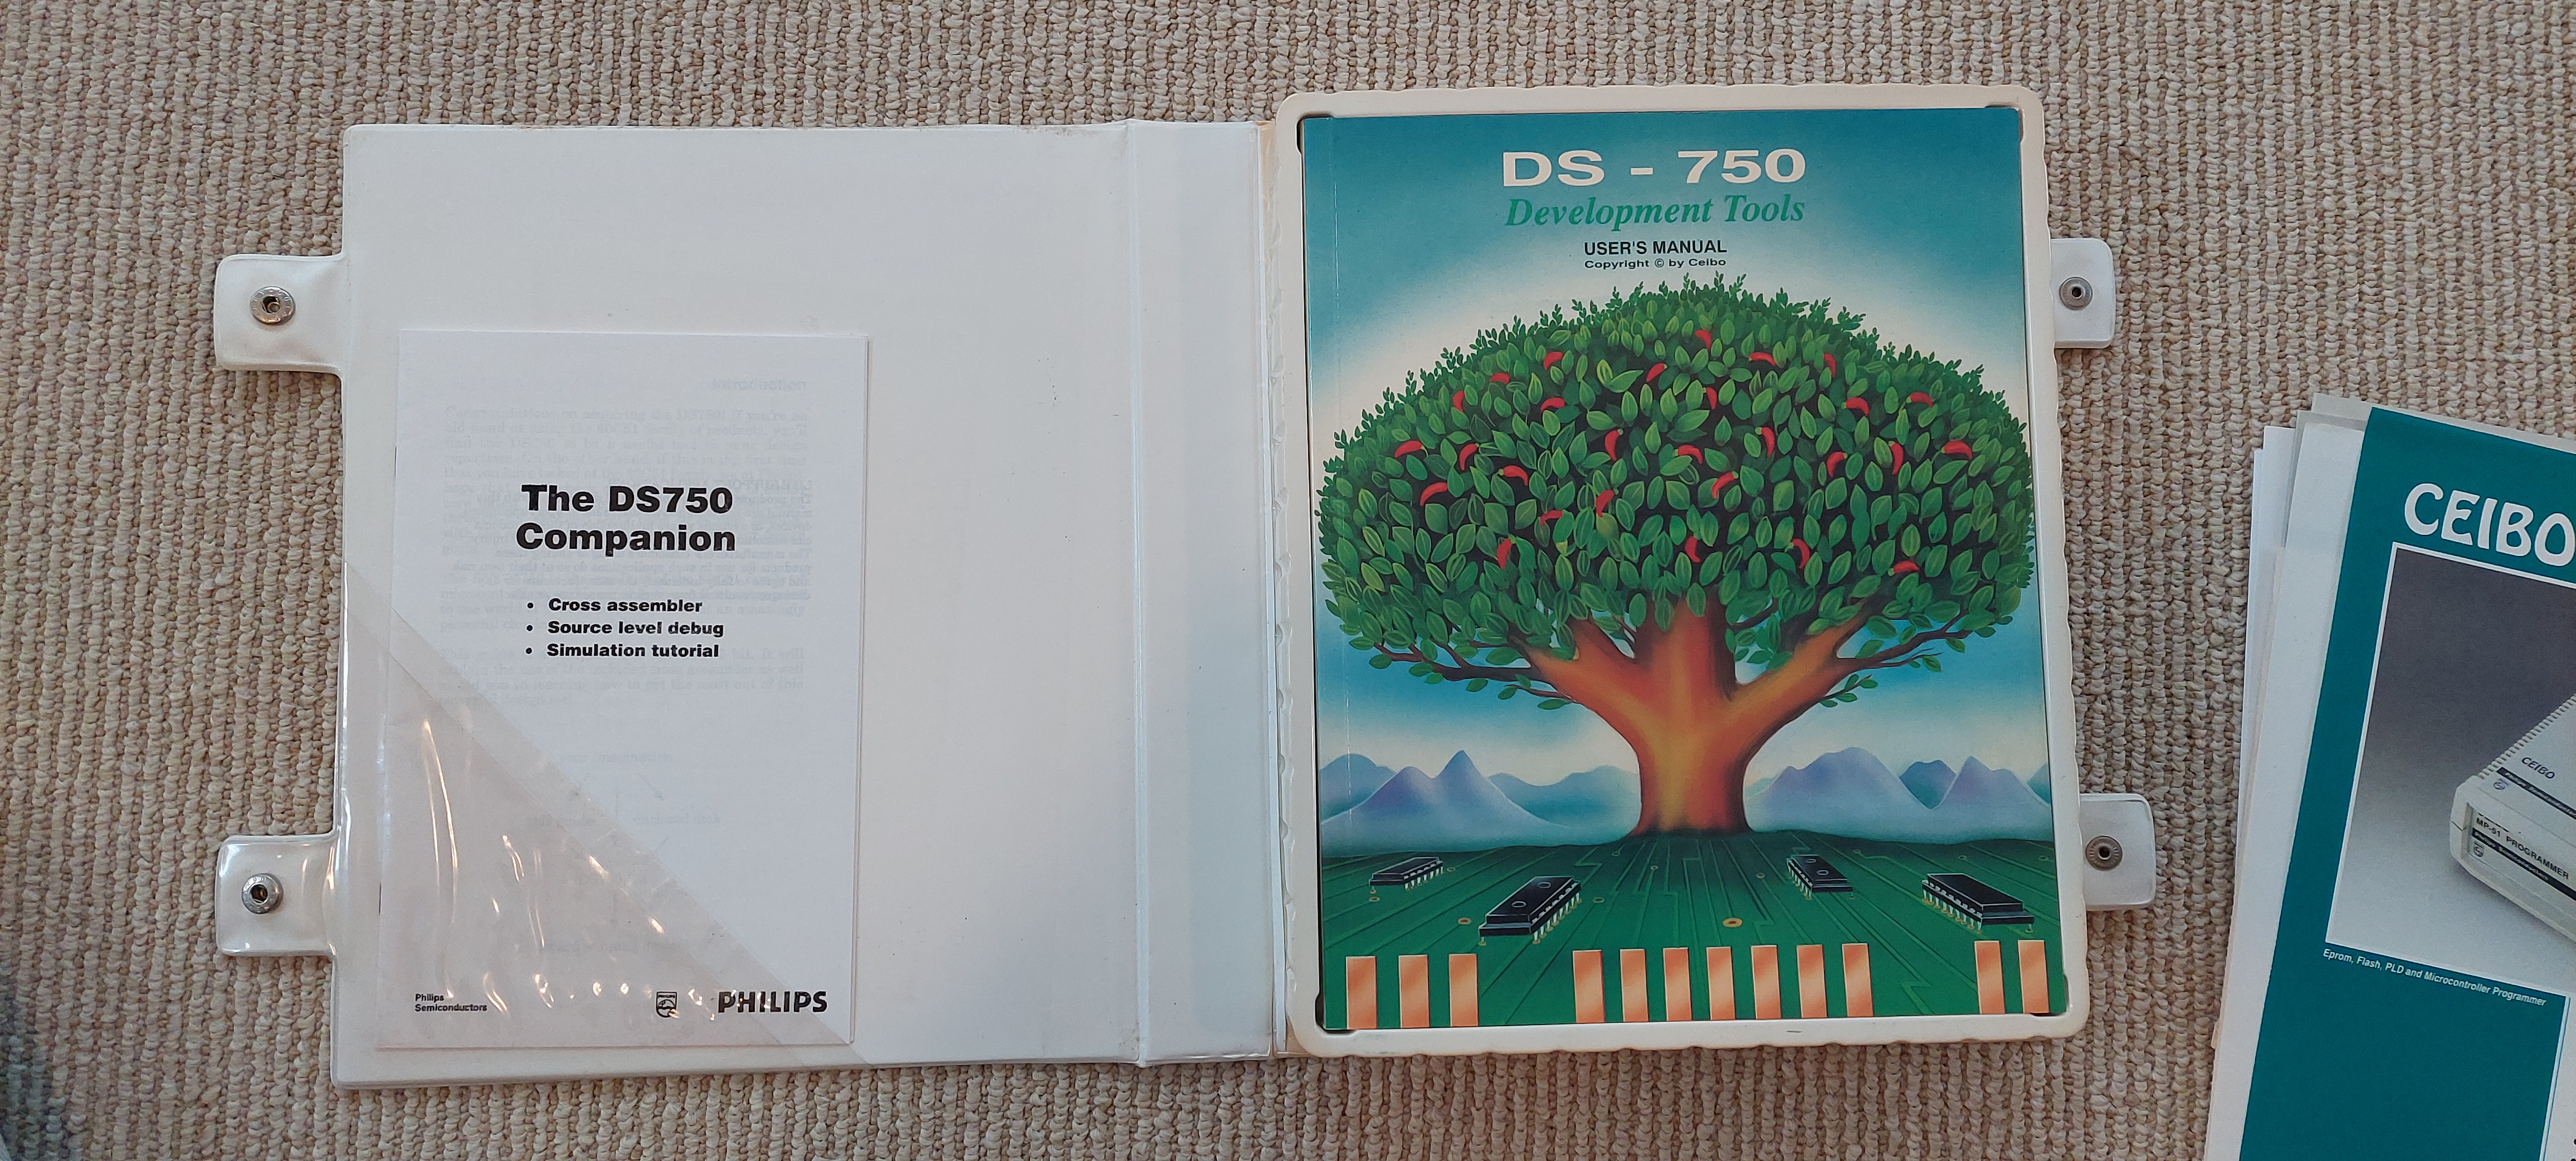 The DS750
Companion
• Cross assembler
• Source level debug
• Simulation tutorial
Philips
Semiconductors
PHILIPS
DS - 750
Development Tools
USER'S MANUAL
Copyright © by Ceibo
CEIBO
CEIBO
MP-51 PROGRAMMER
Eprom, Flash, PLD and Microcontroller Programmer